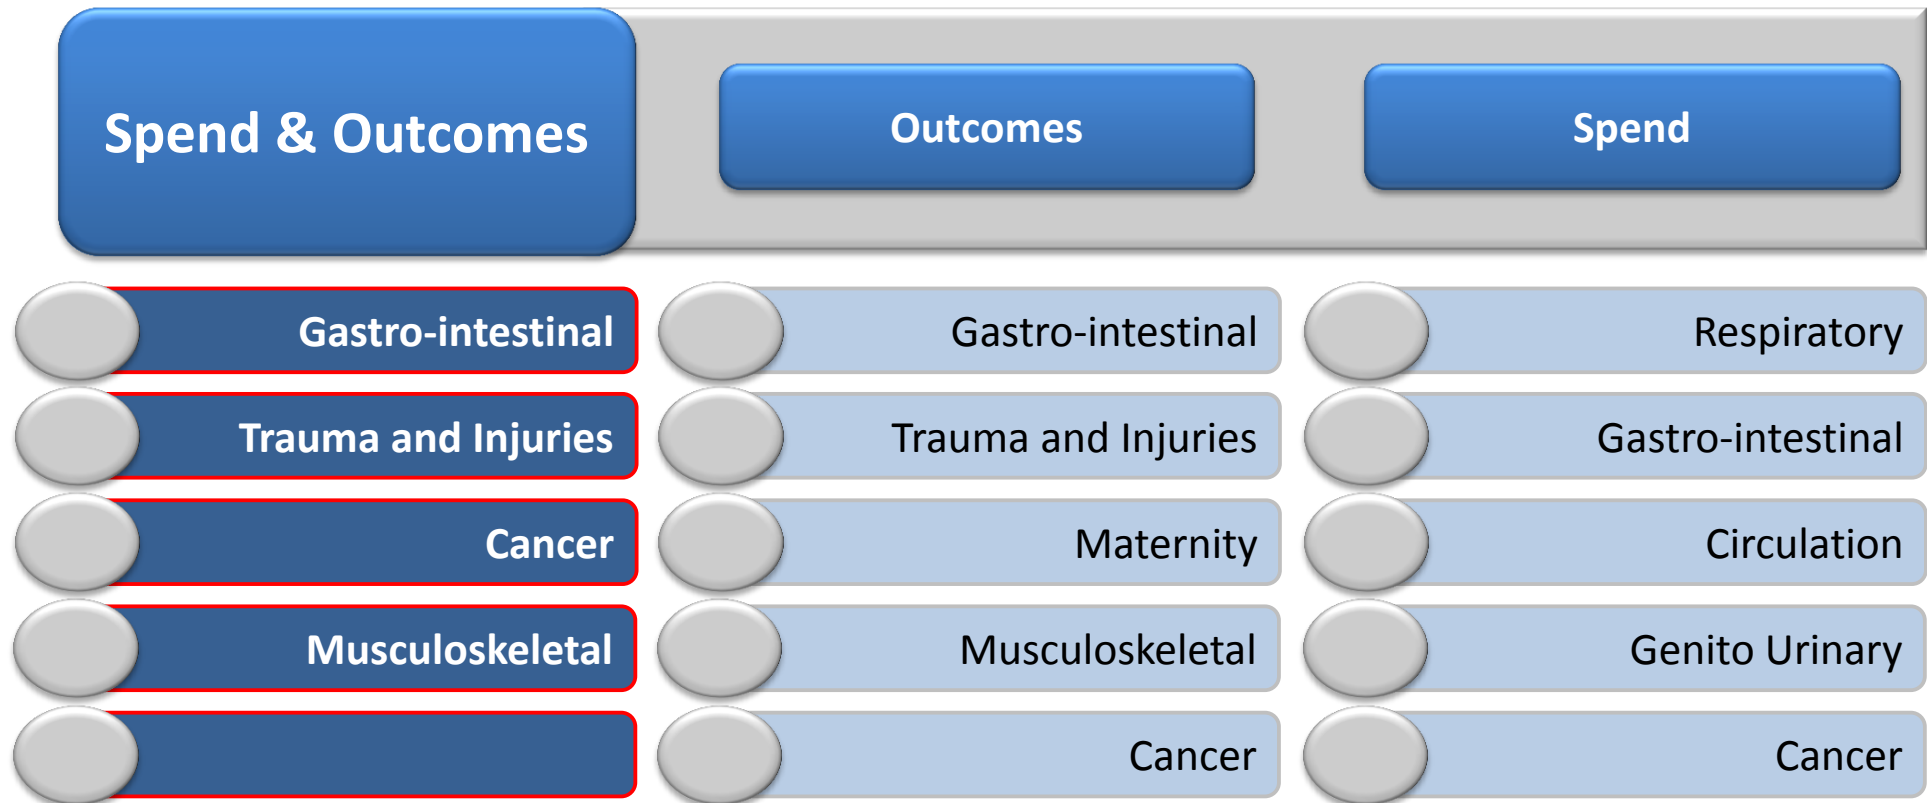 Spend & Outcomes
Outcomes
Spend
Gastro-intestinal
Gastro-intestinal
Respiratory
Trauma and Injuries
Trauma and Injuries
Gastro-intestinal
Cancer
Maternity
Circulation
Musculoskeletal
Musculoskeletal
Genito Urinary
Cancer
Cancer